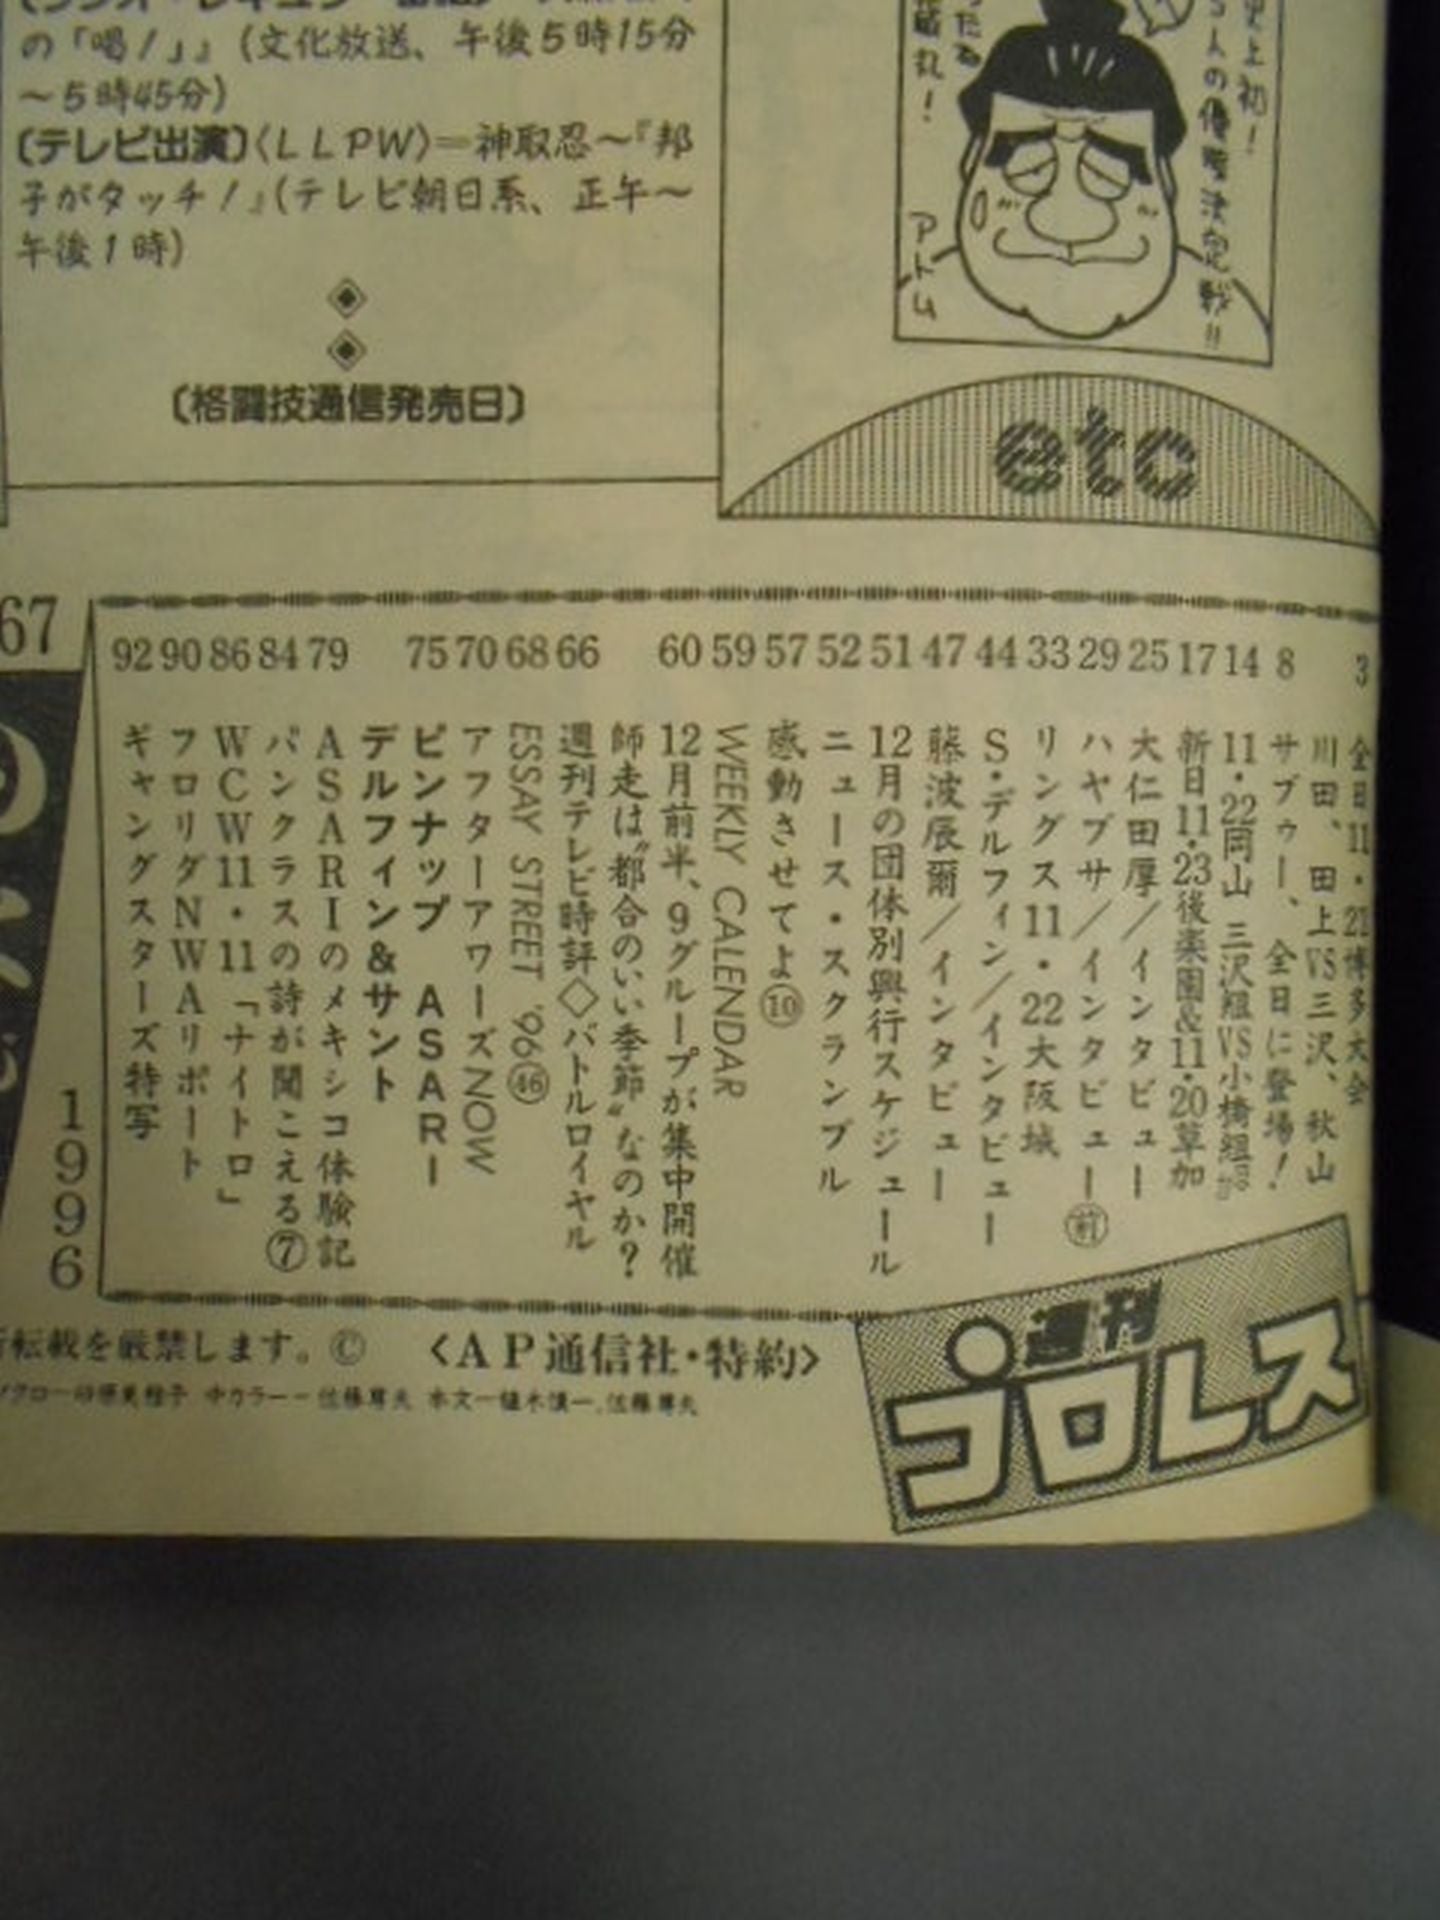 の「喝！」』(文化放送、午後5時15分
～5時45分)
〔テレビ出演〕〈LLPW〉＝神取忍～『邦
子がタッチ！』(テレビ朝日系、正午～
午後1時)
〔格闘技通信発売日〕
史上初！
5人の優勝決定戦!!
アトム
etc
67
3 全日11・21博多大会
川田、田上VS三沢、秋山
8 サブゥー、全日に登場！
14 11・22岡山 三沢組VS小橋組
17 新日11・23後楽園&11・20草加
25 大仁田厚／インタビュー
29 ハヤブサ／インタビュー㊞
33 リングス11・22大阪城
44 S・デルフィン／インタビュー
47 藤波辰爾／インタビュー
51 12月の団体別興行スケジュール
52 ニュース・スクランブル
57 感動させてよ⑩
59 WEEKLY CALENDAR
60 12月前半、9グループが集中開催
師走は〝都合のいい季節〟なのか？
66 週刊テレビ時評◇バトルロイヤル
68 ESSAY STREET '96㊻
70 アフターアワーズNOW
75 ピンナップ ASARI
デルフィン&サント
79 ASARIのメキシコ体験記
84 パンクラスの詩が聞こえる⑦
86 WCW11・11「ナイトロ」
90 フロリダNWAリポート
92 ギャングスターズ特写
1996
転載を厳禁します。© 〈AP通信社・特約〉
中カラー―佐藤 本文―植木慎一、佐藤
週刊
プロレス